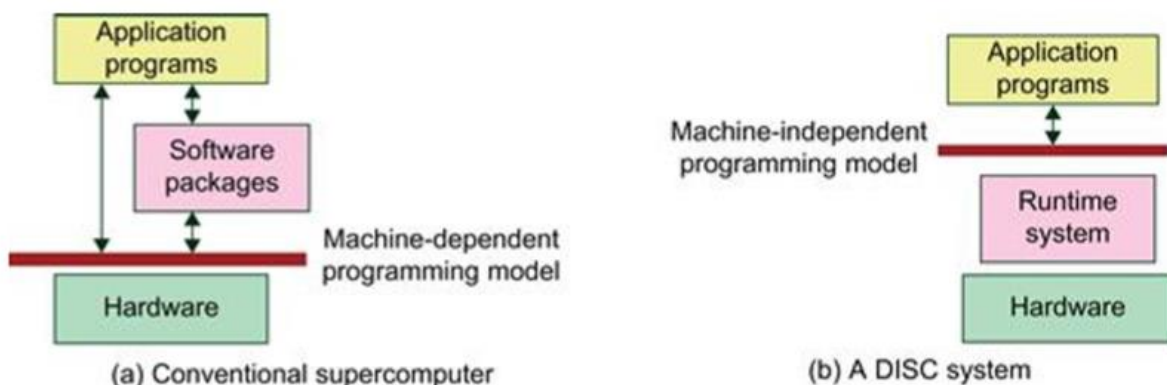 Application
programs
Software
packages
Machine-dependent
programming model
Hardware
(a) Conventional supercomputer
Application
programs
Machine-independent
programming model
Runtime
system
Hardware
(b) A DISC system